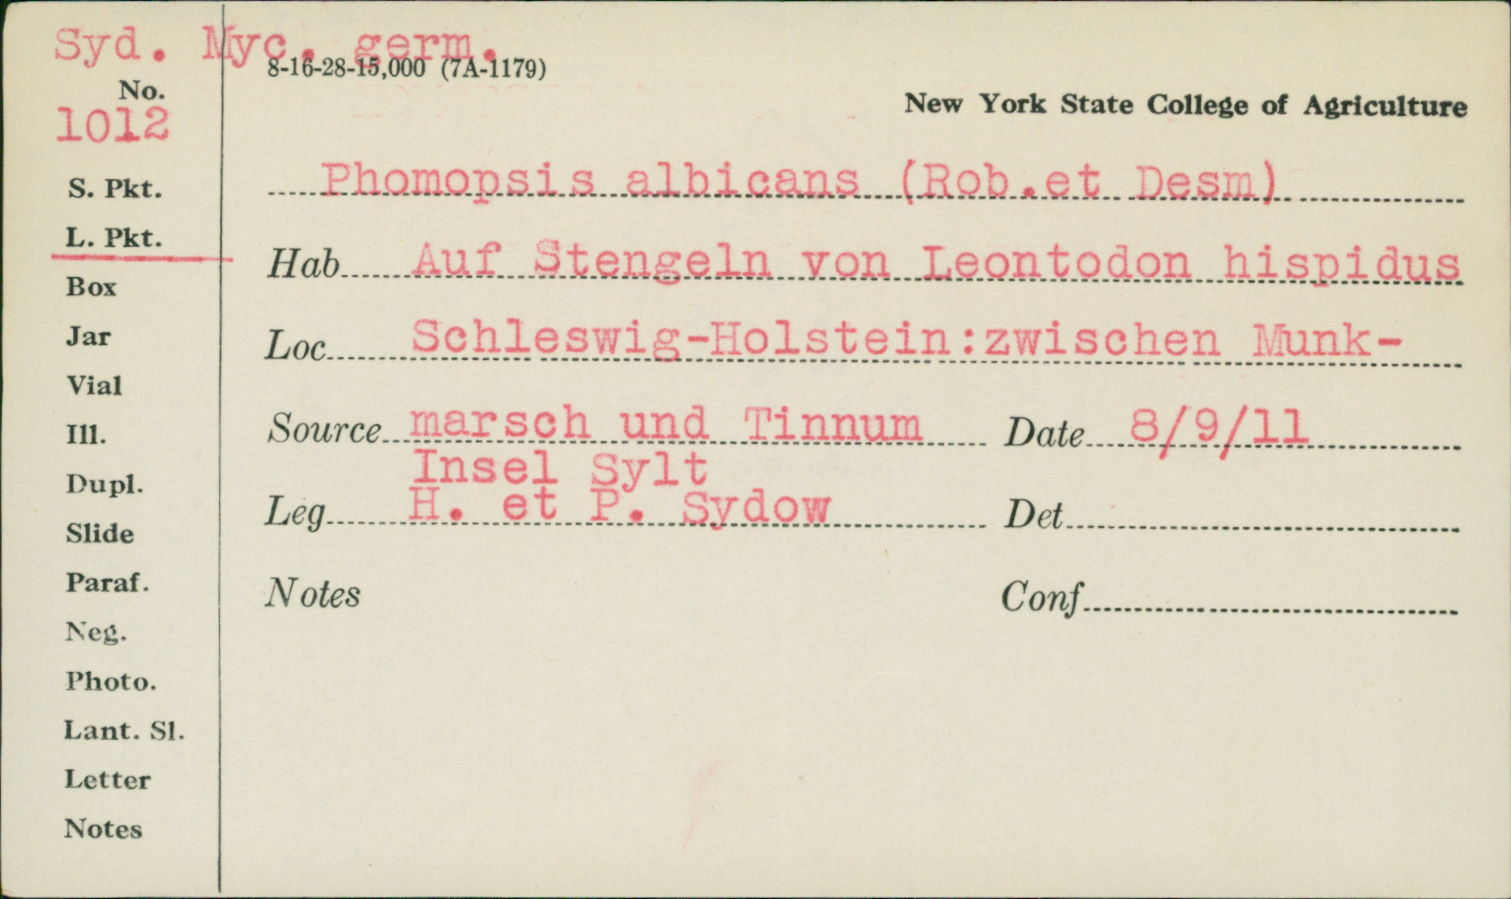 Syd. Myc. germ.
8-16-28-15,000 (7A-1179)
No.
1012
New York State College of Agriculture
S. Pkt.
Phomopsis albicans (Rob.et Desm)
L. Pkt.
Hab Auf Stengeln von Leontodon hispidus
Box
Jar
Loc Schleswig-Holstein:zwischen Munk-
Vial
Ill.
Source marsch und Tinnum Date 8/9/11
Insel Sylt
Dupl.
Leg H. et P. Sydow Det
Slide
Paraf.
Notes Conf
Neg.
Photo.
Lant. Sl.
Letter
Notes